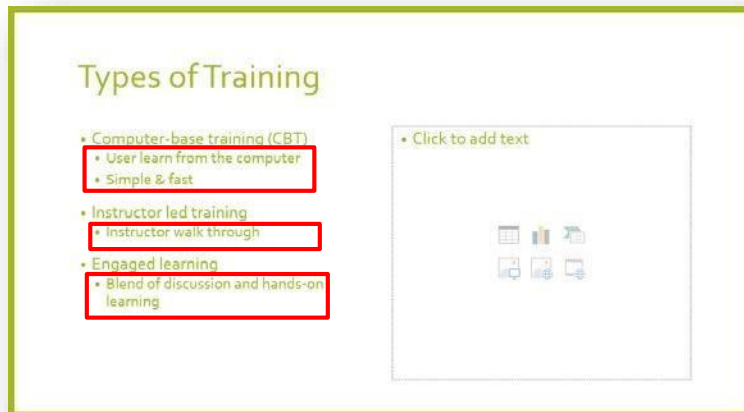 Types of Training
• Computer-base training (CBT)
• User learn from the computer
• Simple & fast
• Instructor led training
• Instructor walk through
• Engaged learning
• Blend of discussion and hands-on
learning
• Click to add text